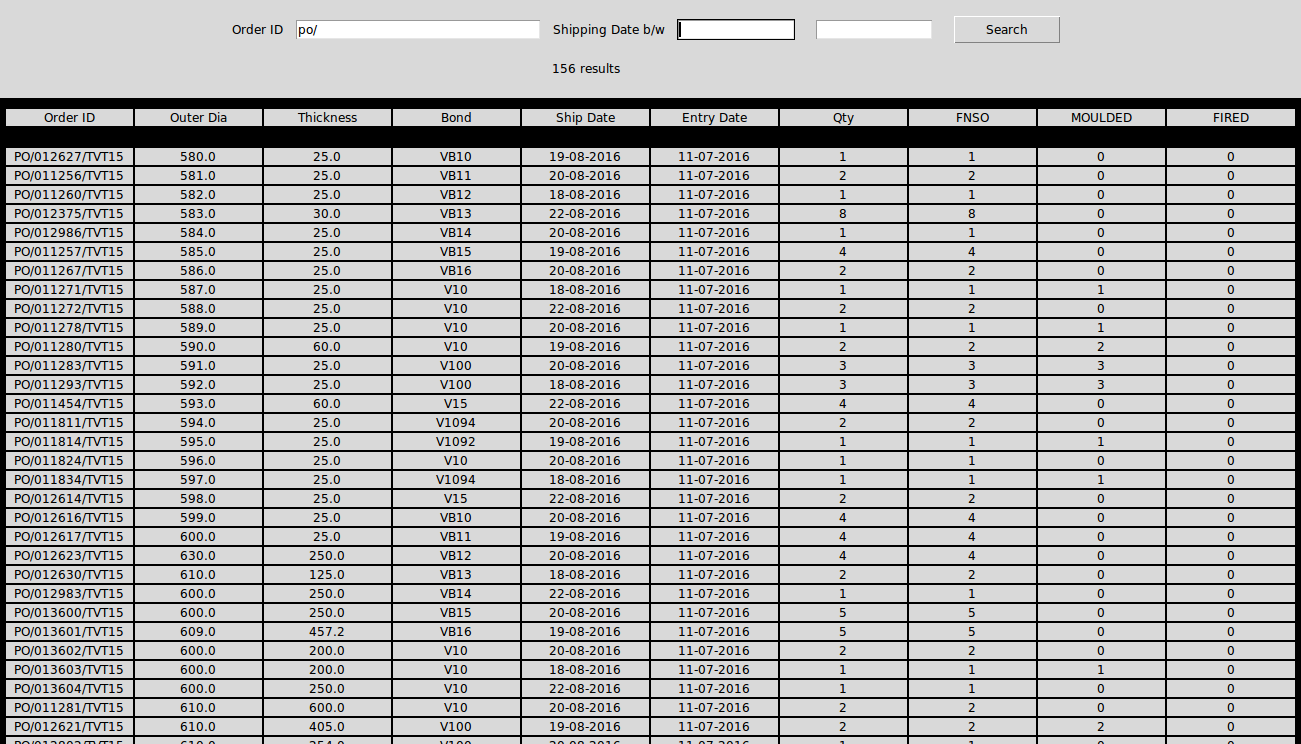 Order ID po/ Shipping Date b/w Search
156 results
Order ID Outer Dia Thickness Bond Ship Date Entry Date Qty FNSO MOULDED FIRED
PO/012627/TVT15 580.0 25.0 VB10 19-08-2016 11-07-2016 1 1 0 0
PO/011256/TVT15 581.0 25.0 VB11 20-08-2016 11-07-2016 2 2 0 0
PO/011260/TVT15 582.0 25.0 VB12 18-08-2016 11-07-2016 1 1 0 0
PO/012375/TVT15 583.0 30.0 VB13 22-08-2016 11-07-2016 8 8 0 0
PO/012986/TVT15 584.0 25.0 VB14 20-08-2016 11-07-2016 1 1 0 0
PO/011257/TVT15 585.0 25.0 VB15 19-08-2016 11-07-2016 4 4 0 0
PO/011267/TVT15 586.0 25.0 VB16 20-08-2016 11-07-2016 2 2 0 0
PO/011271/TVT15 587.0 25.0 V10 18-08-2016 11-07-2016 1 1 1 0
PO/011272/TVT15 588.0 25.0 V10 22-08-2016 11-07-2016 2 2 0 0
PO/011278/TVT15 589.0 25.0 V10 20-08-2016 11-07-2016 1 1 1 0
PO/011280/TVT15 590.0 60.0 V10 19-08-2016 11-07-2016 2 2 2 0
PO/011283/TVT15 591.0 25.0 V100 20-08-2016 11-07-2016 3 3 3 0
PO/011293/TVT15 592.0 25.0 V100 18-08-2016 11-07-2016 3 3 3 0
PO/011454/TVT15 593.0 60.0 V15 22-08-2016 11-07-2016 4 4 0 0
PO/011811/TVT15 594.0 25.0 V1094 20-08-2016 11-07-2016 2 2 0 0
PO/011814/TVT15 595.0 25.0 V1092 19-08-2016 11-07-2016 1 1 1 0
PO/011824/TVT15 596.0 25.0 V10 20-08-2016 11-07-2016 1 1 0 0
PO/011834/TVT15 597.0 25.0 V1094 18-08-2016 11-07-2016 1 1 1 0
PO/012614/TVT15 598.0 25.0 V15 22-08-2016 11-07-2016 2 2 0 0
PO/012616/TVT15 599.0 25.0 VB10 20-08-2016 11-07-2016 4 4 0 0
PO/012617/TVT15 600.0 25.0 VB11 19-08-2016 11-07-2016 4 4 0 0
PO/012623/TVT15 630.0 250.0 VB12 20-08-2016 11-07-2016 4 4 0 0
PO/012630/TVT15 610.0 125.0 VB13 18-08-2016 11-07-2016 2 2 0 0
PO/012983/TVT15 600.0 250.0 VB14 22-08-2016 11-07-2016 1 1 0 0
PO/013600/TVT15 600.0 250.0 VB15 20-08-2016 11-07-2016 5 5 0 0
PO/013601/TVT15 609.0 457.2 VB16 19-08-2016 11-07-2016 5 5 0 0
PO/013602/TVT15 600.0 200.0 V10 20-08-2016 11-07-2016 2 2 0 0
PO/013603/TVT15 600.0 200.0 V10 18-08-2016 11-07-2016 1 1 1 0
PO/013604/TVT15 600.0 250.0 V10 22-08-2016 11-07-2016 1 1 0 0
PO/011281/TVT15 610.0 600.0 V10 20-08-2016 11-07-2016 2 2 0 0
PO/012621/TVT15 610.0 405.0 V100 19-08-2016 11-07-2016 2 2 2 0